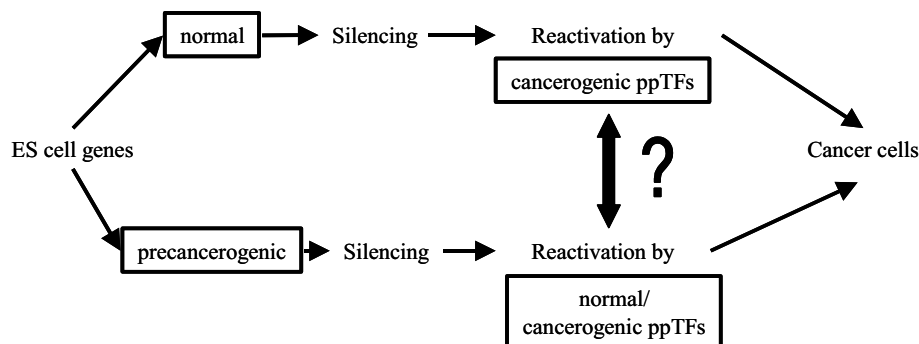 normal
Silencing
Reactivation by
cancerogenic ppTFs
ES cell genes
?
Cancer cells
precancerogenic
Silencing
Reactivation by
normal/
cancerogenic ppTFs